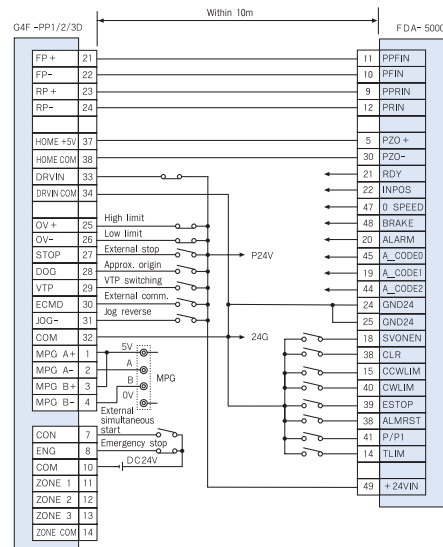 Within 10m
G4F -PP1/2/3D
FDA- 5000
FP + 21
FP- 22
RP + 23
RP- 24
HOME +5V 37
HOME COM 38
DRVIN 33
DRVIN COM 34
OV+ 25 High limit
OV- 26 Low limit
STOP 27 External stop
DOG 28 Approx. origin
VTP 29 VTP switching
ECMD 30 External comm.
JOG- 31 Jog reverse
COM 32
MPG A+ 1
MPG A- 2
MPG B+ 3
MPG B- 4
5V
A
B
0V
MPG
P24V
24G
External
simultaneous
start
CON 7
Emergency stop
ENG 8
COM 10
DC24V
ZONE 1 11
ZONE 2 12
ZONE 3 13
ZONE COM 14
11 PPFIN
10 PFIN
9 PPRIN
12 PRIN
5 PZO +
30 PZO-
21 RDY
22 INPOS
47 0 SPEED
48 BRAKE
20 ALARM
45 A_CODE0
19 A_CODE1
44 A_CODE2
24 GND24
25 GND24
18 SVONEN
38 CLR
15 CCWLIM
40 CWLIM
39 ESTOP
38 ALMRST
41 P/P1
14 TLIM
49 +24VIN